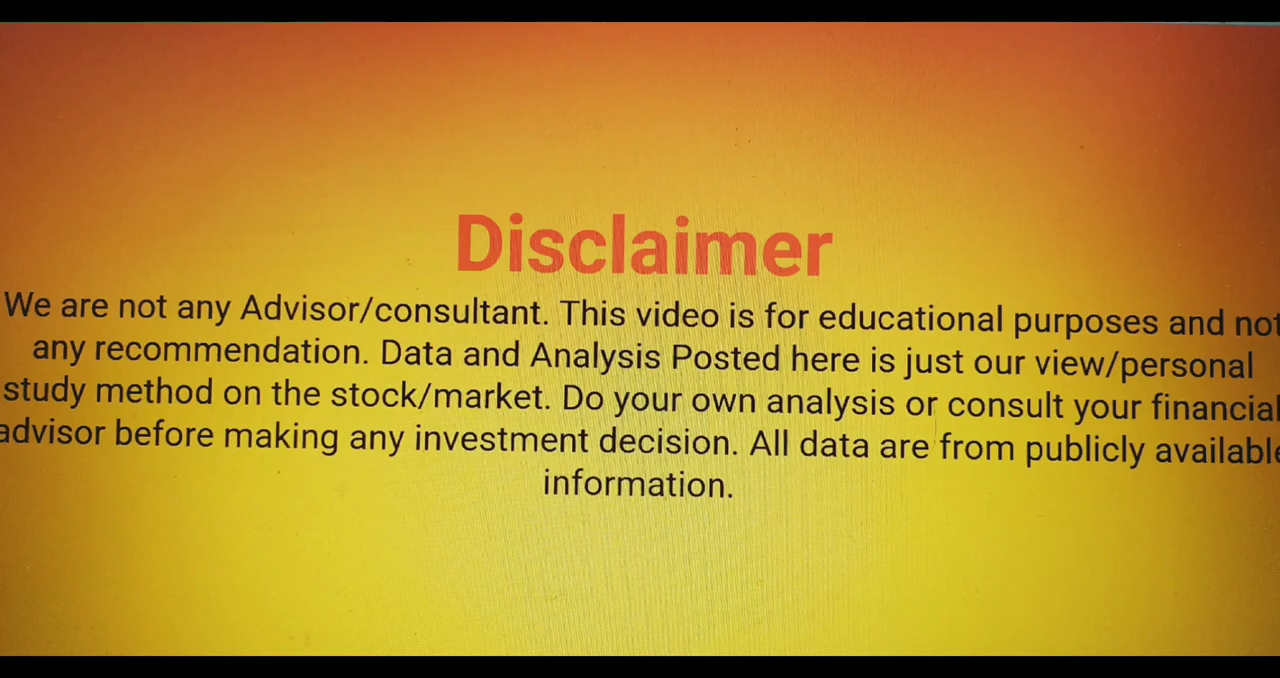 Disclaimer
We are not any Advisor/consultant. This video is for educational purposes and not
any recommendation. Data and Analysis Posted here is just our view/personal
study method on the stock/market. Do your own analysis or consult your financial
advisor before making any investment decision. All data are from publicly available
information.